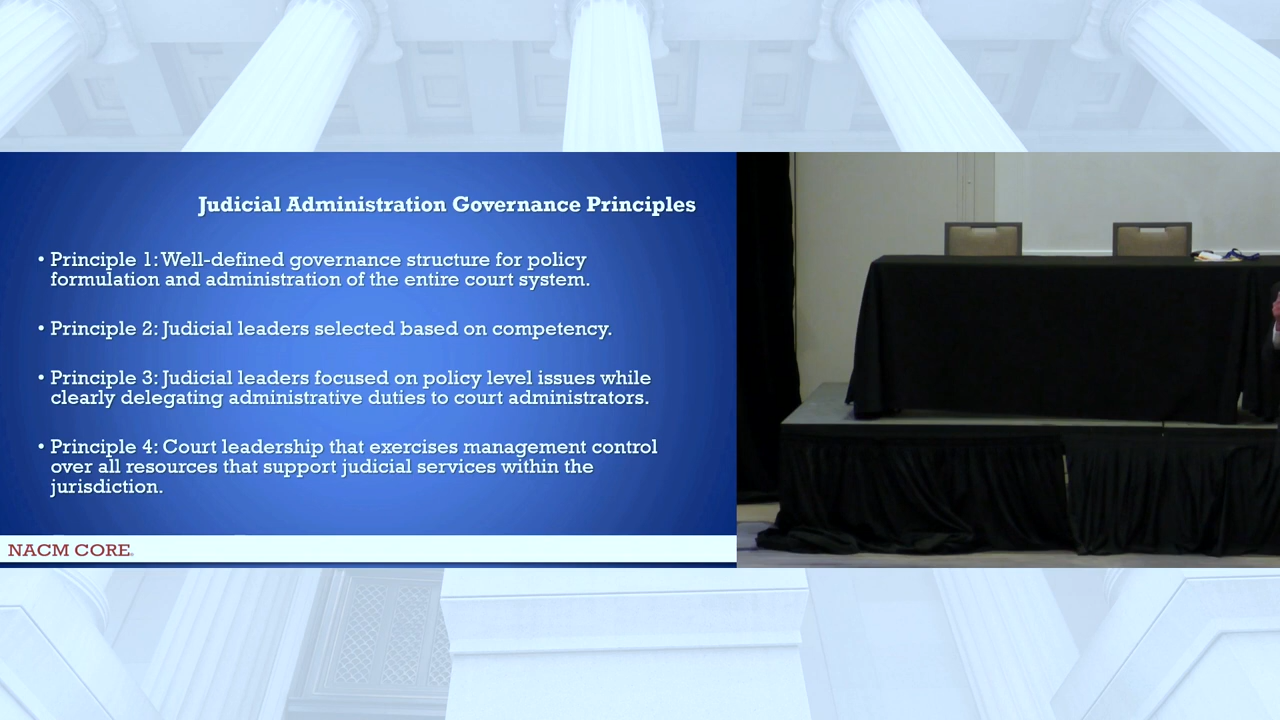 Judicial Administration Governance Principles
• Principle 1: Well-defined governance structure for policy
formulation and administration of the entire court system.
• Principle 2: Judicial leaders selected based on competency.
• Principle 3: Judicial leaders focused on policy level issues while
clearly delegating administrative duties to court administrators.
• Principle 4: Court leadership that exercises management control
over all resources that support judicial services within the
jurisdiction.
NACM CORE